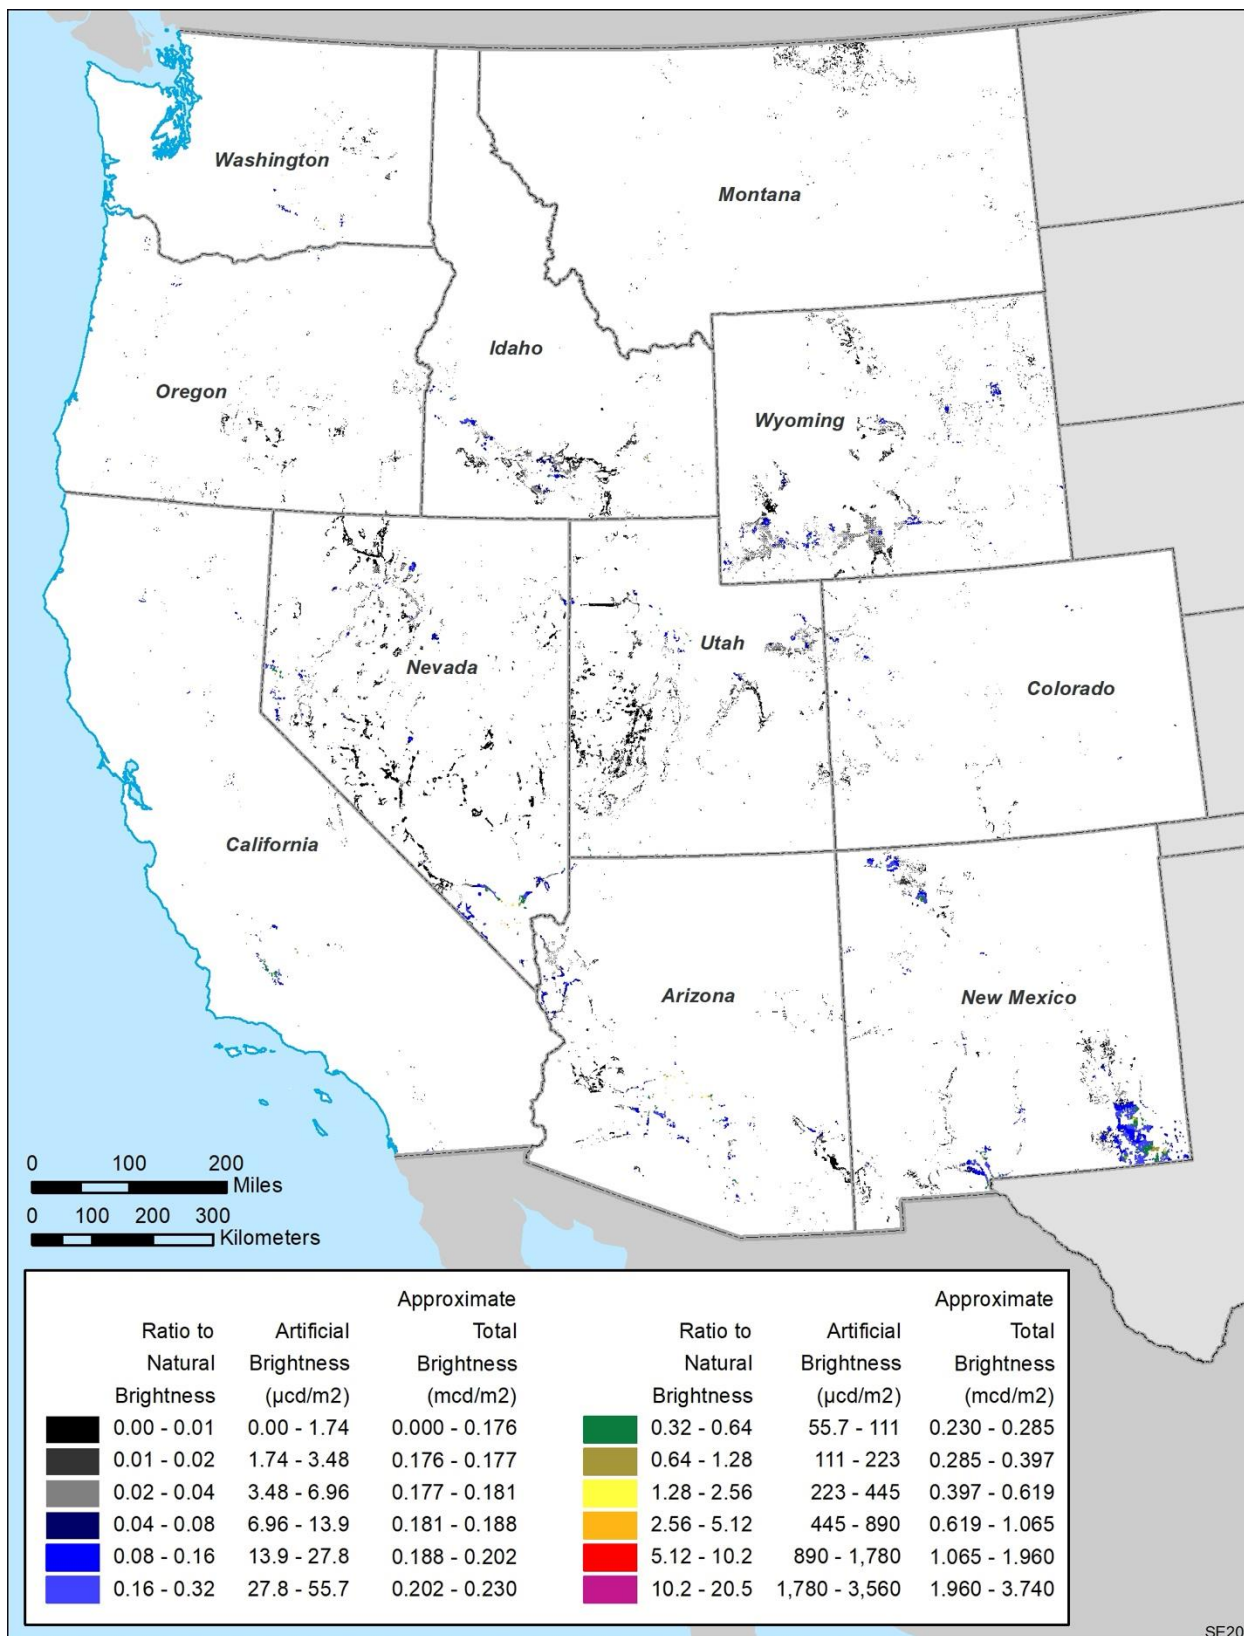 Washington
Montana
Idaho
Oregon
Wyoming
Utah
Nevada
Colorado
California
Arizona
New Mexico
0 100 200
Miles
0 100 200 300
Kilometers
Approximate Approximate
Ratio to Artificial Total Ratio to Artificial Total
Natural Brightness Brightness Natural Brightness Brightness
Brightness (µcd/m2) (mcd/m2) Brightness (µcd/m2) (mcd/m2)
0.00 - 0.01 0.00 - 1.74 0.000 - 0.176 0.32 - 0.64 55.7 - 111 0.230 - 0.285
0.01 - 0.02 1.74 - 3.48 0.176 - 0.177 0.64 - 1.28 111 - 223 0.285 - 0.397
0.02 - 0.04 3.48 - 6.96 0.177 - 0.181 1.28 - 2.56 223 - 445 0.397 - 0.619
0.04 - 0.08 6.96 - 13.9 0.181 - 0.188 2.56 - 5.12 445 - 890 0.619 - 1.065
0.08 - 0.16 13.9 - 27.8 0.188 - 0.202 5.12 - 10.2 890 - 1,780 1.065 - 1.960
0.16 - 0.32 27.8 - 55.7 0.202 - 0.230 10.2 - 20.5 1,780 - 3,560 1.960 - 3.740